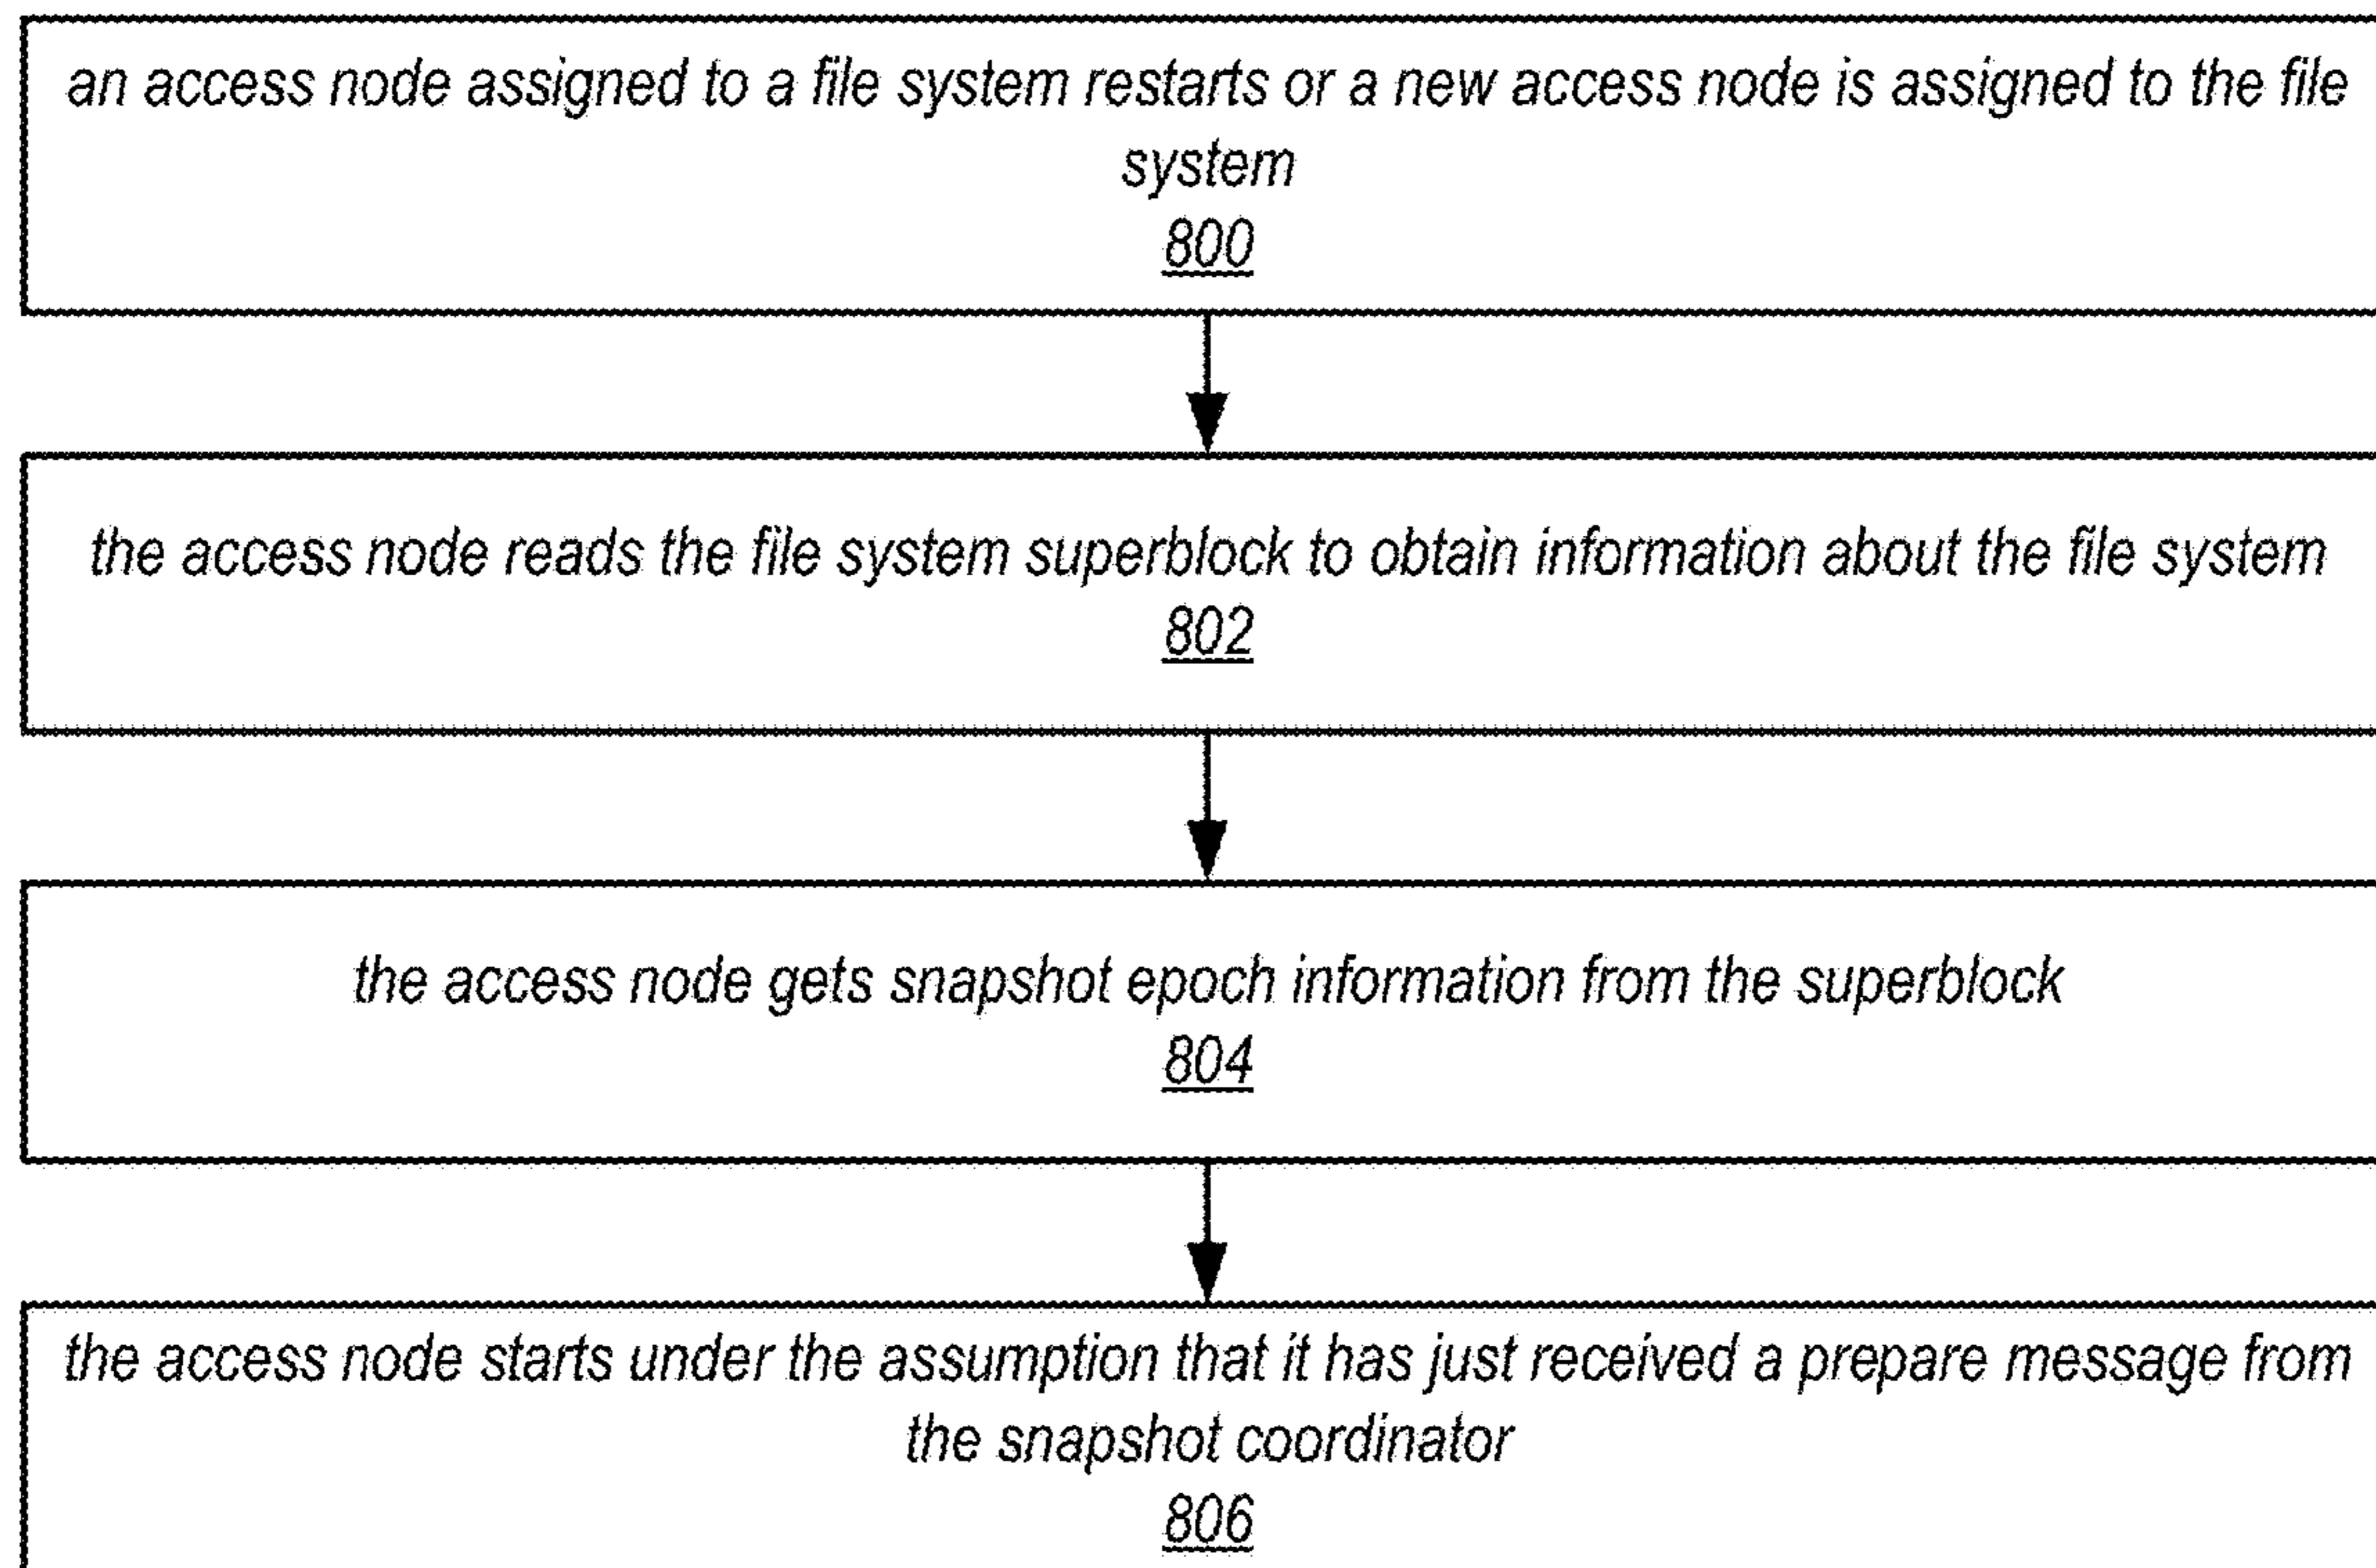 an access node assigned to a file system restarts or a new access node is assigned to the file
system
800
the access node reads the file system superblock to obtain information about the file system
802
the access node gets snapshot epoch information from the superblock
804
the access node starts under the assumption that it has just received a prepare message from
the snapshot coordinator
806